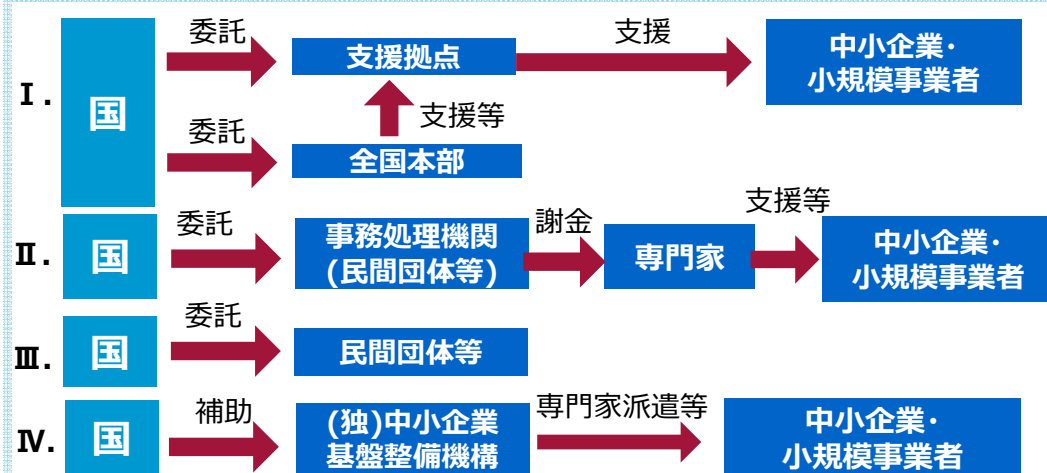 委託
支援
支援拠点
中小企業・
小規模事業者
Ⅰ.
国
支援等
委託
全国本部
Ⅱ.
国
委託
事務処理機関
(民間団体等)
謝金
専門家
支援等
中小企業・
小規模事業者
Ⅲ.
国
委託
民間団体等
Ⅳ.
国
補助
(独)中小企業
基盤整備機構
専門家派遣等
中小企業・
小規模事業者